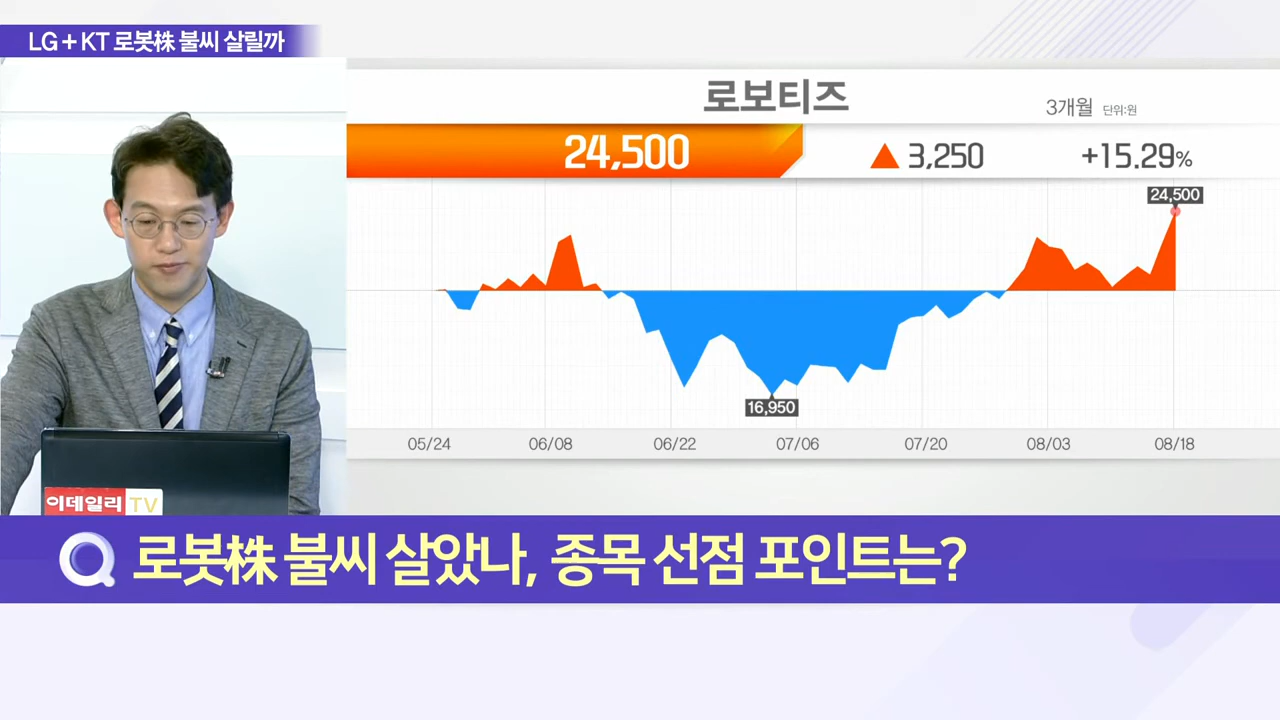 LG + KT 로봇株 불씨 살릴까
로보티즈
3개월 단위:원
24,500 ▲ 3,250 +15.29%
24,500
16,950
05/24 06/08 06/22 07/06 07/20 08/03 08/18
이데일리 TV
Q 로봇株 불씨 살았나, 종목 선점 포인트는?